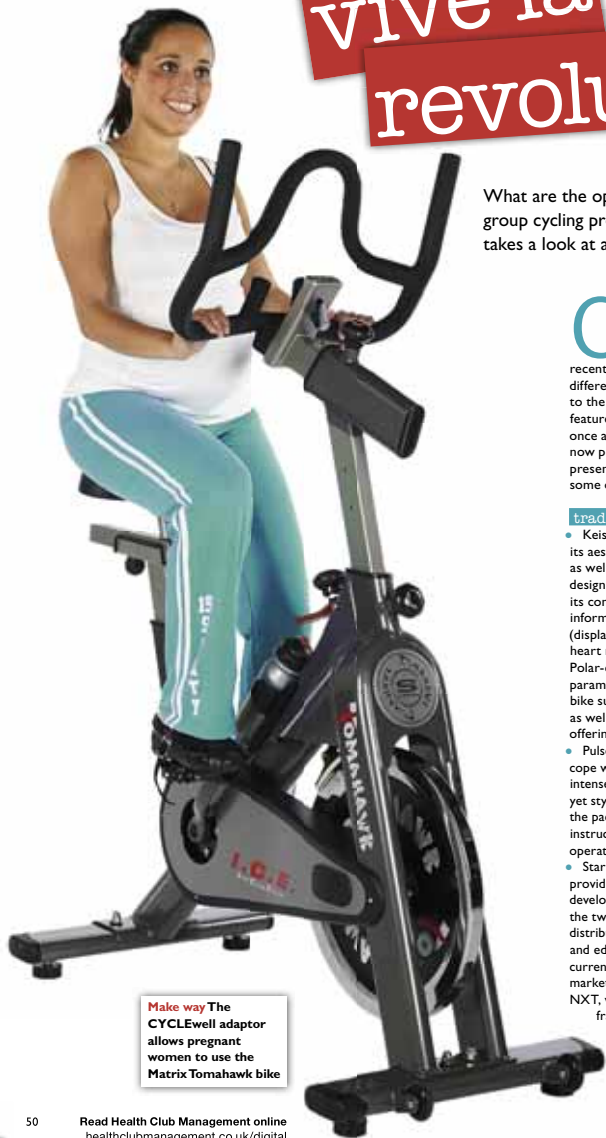 vive la
revolu
What are the op
group cycling pr
takes a look at a
recent
differe
to the
feature
once a
now p
presen
some o
trad
• Keis
its aes
as well
design
its con
inform
(displa
heart r
Polar-
param
bike su
as well
offerin
• Pulse
cope w
intense
yet sty
the pac
instruc
operat
• Star
provid
develo
the tw
distrib
and ed
curren
market
NXT, v
fr
TOMAHAWK
I.C.E.
Make way The
CYCLEwell adaptor
allows pregnant
women to use the
Matrix Tomahawk bike
50
Read Health Club Management online
healthclubmanagement.co.uk/digital